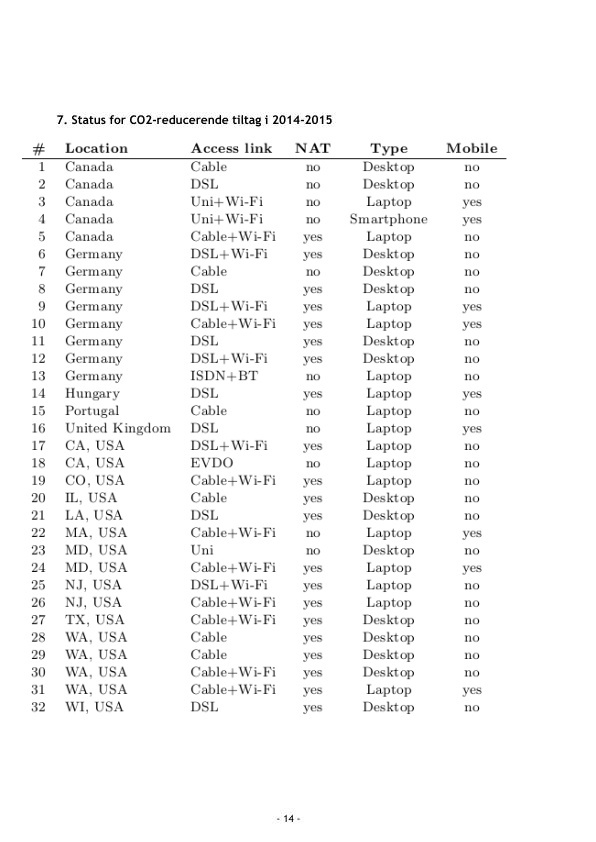 7. Status for CO2-reducerende tiltag i 2014-2015
# Location Access link NAT Type Mobile
1 Canada Cable no Desktop no
2 Canada DSL no Desktop no
3 Canada Uni+Wi-Fi no Laptop yes
4 Canada Uni+Wi-Fi no Smartphone yes
5 Canada Cable+Wi-Fi yes Laptop no
6 Germany DSL+Wi-Fi yes Desktop no
7 Germany Cable no Desktop no
8 Germany DSL yes Desktop no
9 Germany DSL+Wi-Fi yes Laptop yes
10 Germany Cable+Wi-Fi yes Laptop yes
11 Germany DSL yes Desktop no
12 Germany DSL+Wi-Fi yes Desktop no
13 Germany ISDN+BT no Laptop no
14 Hungary DSL yes Laptop yes
15 Portugal Cable no Laptop no
16 United Kingdom DSL no Laptop yes
17 CA, USA DSL+Wi-Fi yes Laptop no
18 CA, USA EVDO no Laptop no
19 CO, USA Cable+Wi-Fi yes Laptop no
20 IL, USA Cable yes Desktop no
21 LA, USA DSL yes Desktop no
22 MA, USA Cable+Wi-Fi no Laptop yes
23 MD, USA Uni no Desktop no
24 MD, USA Cable+Wi-Fi yes Laptop yes
25 NJ, USA DSL+Wi-Fi yes Laptop no
26 NJ, USA Cable+Wi-Fi yes Laptop no
27 TX, USA Cable+Wi-Fi yes Desktop no
28 WA, USA Cable yes Desktop no
29 WA, USA Cable yes Desktop no
30 WA, USA Cable+Wi-Fi yes Desktop no
31 WA, USA Cable+Wi-Fi yes Laptop yes
32 WI, USA DSL yes Desktop no
- 14 -